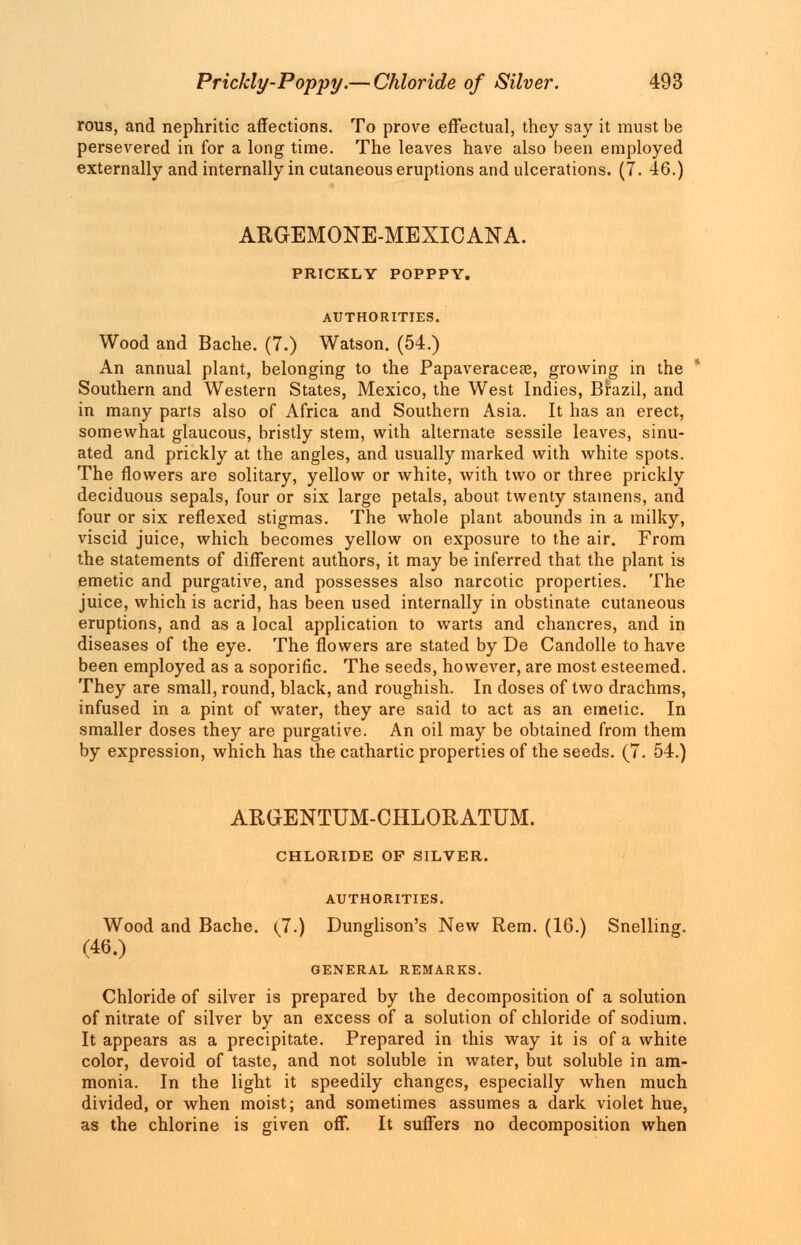 Prickly-Poppy.—Chloride of Silver. 493
rous, and nephritic affections. To prove effectual, they say it must be
persevered in for a long time. The leaves have also been employed
externally and internally in cutaneous eruptions and ulcerations. (7. 46.)
ARGEMONE-MEXICANA.
PRICKLY POPPPY.
AUTHORITIES.
Wood and Bache. (7.) Watson. (54.)
An annual plant, belonging to the Papaveraceæ, growing in the
Southern and Western States, Mexico, the West Indies, Brazil, and
in many parts also of Africa and Southern Asia. It has an erect,
somewhat glaucous, bristly stem, with alternate sessile leaves, sinu-
ated and prickly at the angles, and usually marked with white spots.
The flowers are solitary, yellow or white, with two or three prickly
deciduous sepals, four or six large petals, about twenty stamens, and
four or six reflexed stigmas. The whole plant abounds in a milky,
viscid juice, which becomes yellow on exposure to the air. From
the statements of different authors, it may be inferred that the plant is
emetic and purgative, and possesses also narcotic properties. The
juice, which is acrid, has been used internally in obstinate cutaneous
eruptions, and as a local application to warts and chancres, and in
diseases of the eye. The flowers are stated by De Candolle to have
been employed as a soporific. The seeds, however, are most esteemed.
They are small, round, black, and roughish. In doses of two drachms,
infused in a pint of water, they are said to act as an emetic. In
smaller doses they are purgative. An oil may be obtained from them
by expression, which has the cathartic properties of the seeds. (7. 54.)
ARGENTUM-CHLORATUM.
CHLORIDE OF SILVER.
AUTHORITIES.
Wood and Bache. (7.) Dunglison's New Rem. (16.) Snelling.
(46.)
GENERAL REMARKS.
Chloride of silver is prepared by the decomposition of a solution
of nitrate of silver by an excess of a solution of chloride of sodium.
It appears as a precipitate. Prepared in this way it is of a white
color, devoid of taste, and not soluble in water, but soluble in am-
monia. In the light it speedily changes, especially when much
divided, or when moist; and sometimes assumes a dark violet hue,
as the chlorine is given off. It suffers no decomposition when